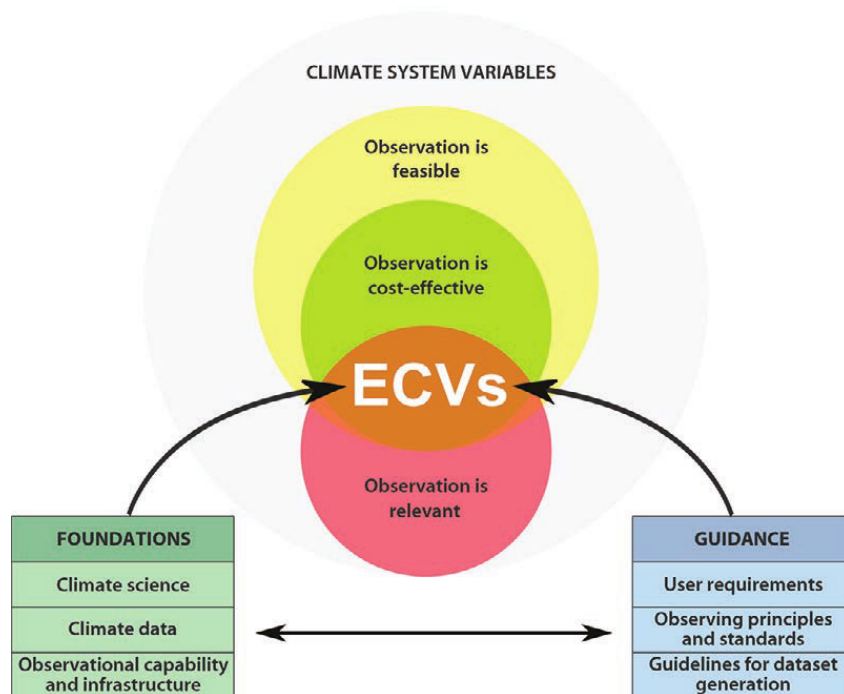 CLIMATE SYSTEM VARIABLES
Observation is
feasible
Observation is
cost-effective
ECVs
Observation is
relevant
FOUNDATIONS
Climate science
Climate data
Observational capability
and infrastructure
GUIDANCE
User requirements
Observing principles
and standards
Guidelines for dataset
generation